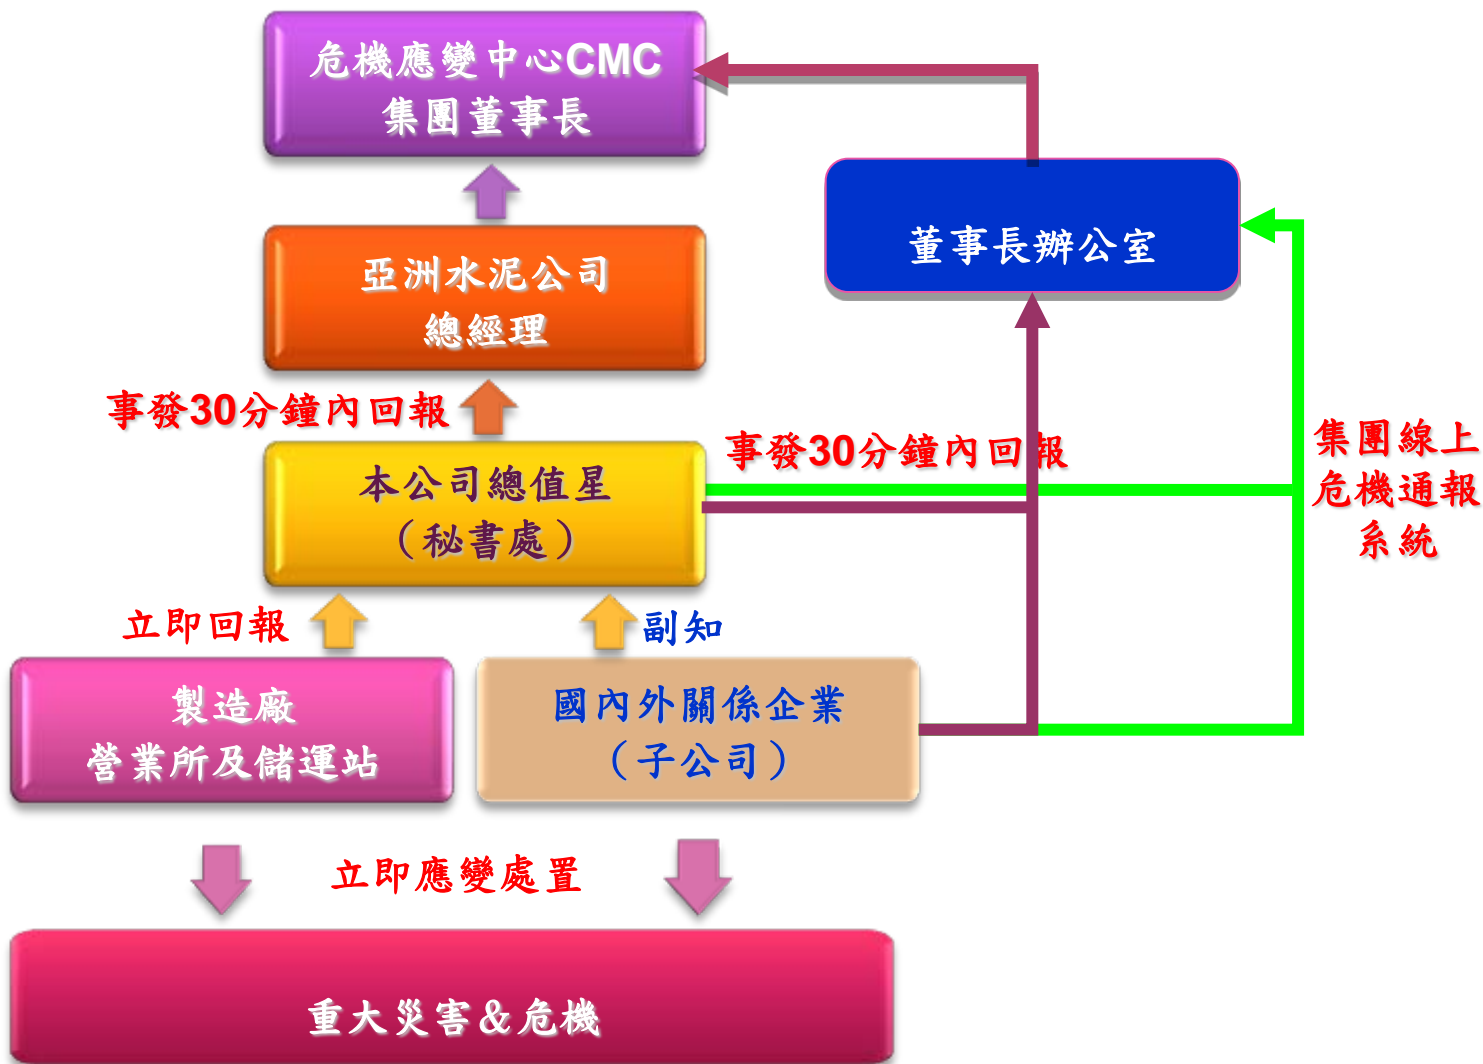 危機應變中心CMC
集團董事長
董事長辦公室
亞洲水泥公司
總經理
事發30分鐘內回報
事發30分鐘內回報
集團線上
危機通報
系統
本公司總值星
（秘書處）
立即回報
副知
製造廠
營業所及儲運站
國內外關係企業
（子公司）
立即應變處置
重大災害&危機